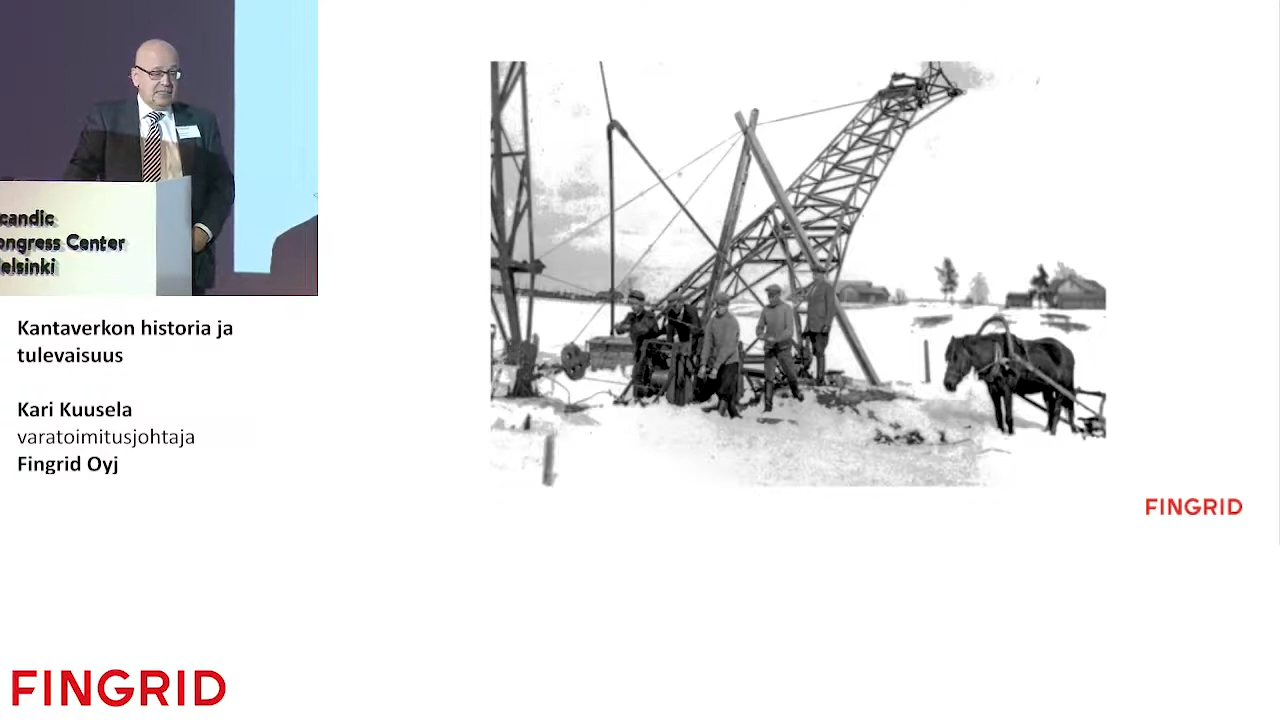 candic
ongress Center
elsinki
Kantaverkon historia ja
tulevaisuus
Kari Kuusela
varatoimitusjohtaja
Fingrid Oyj
FINGRID
FINGRID